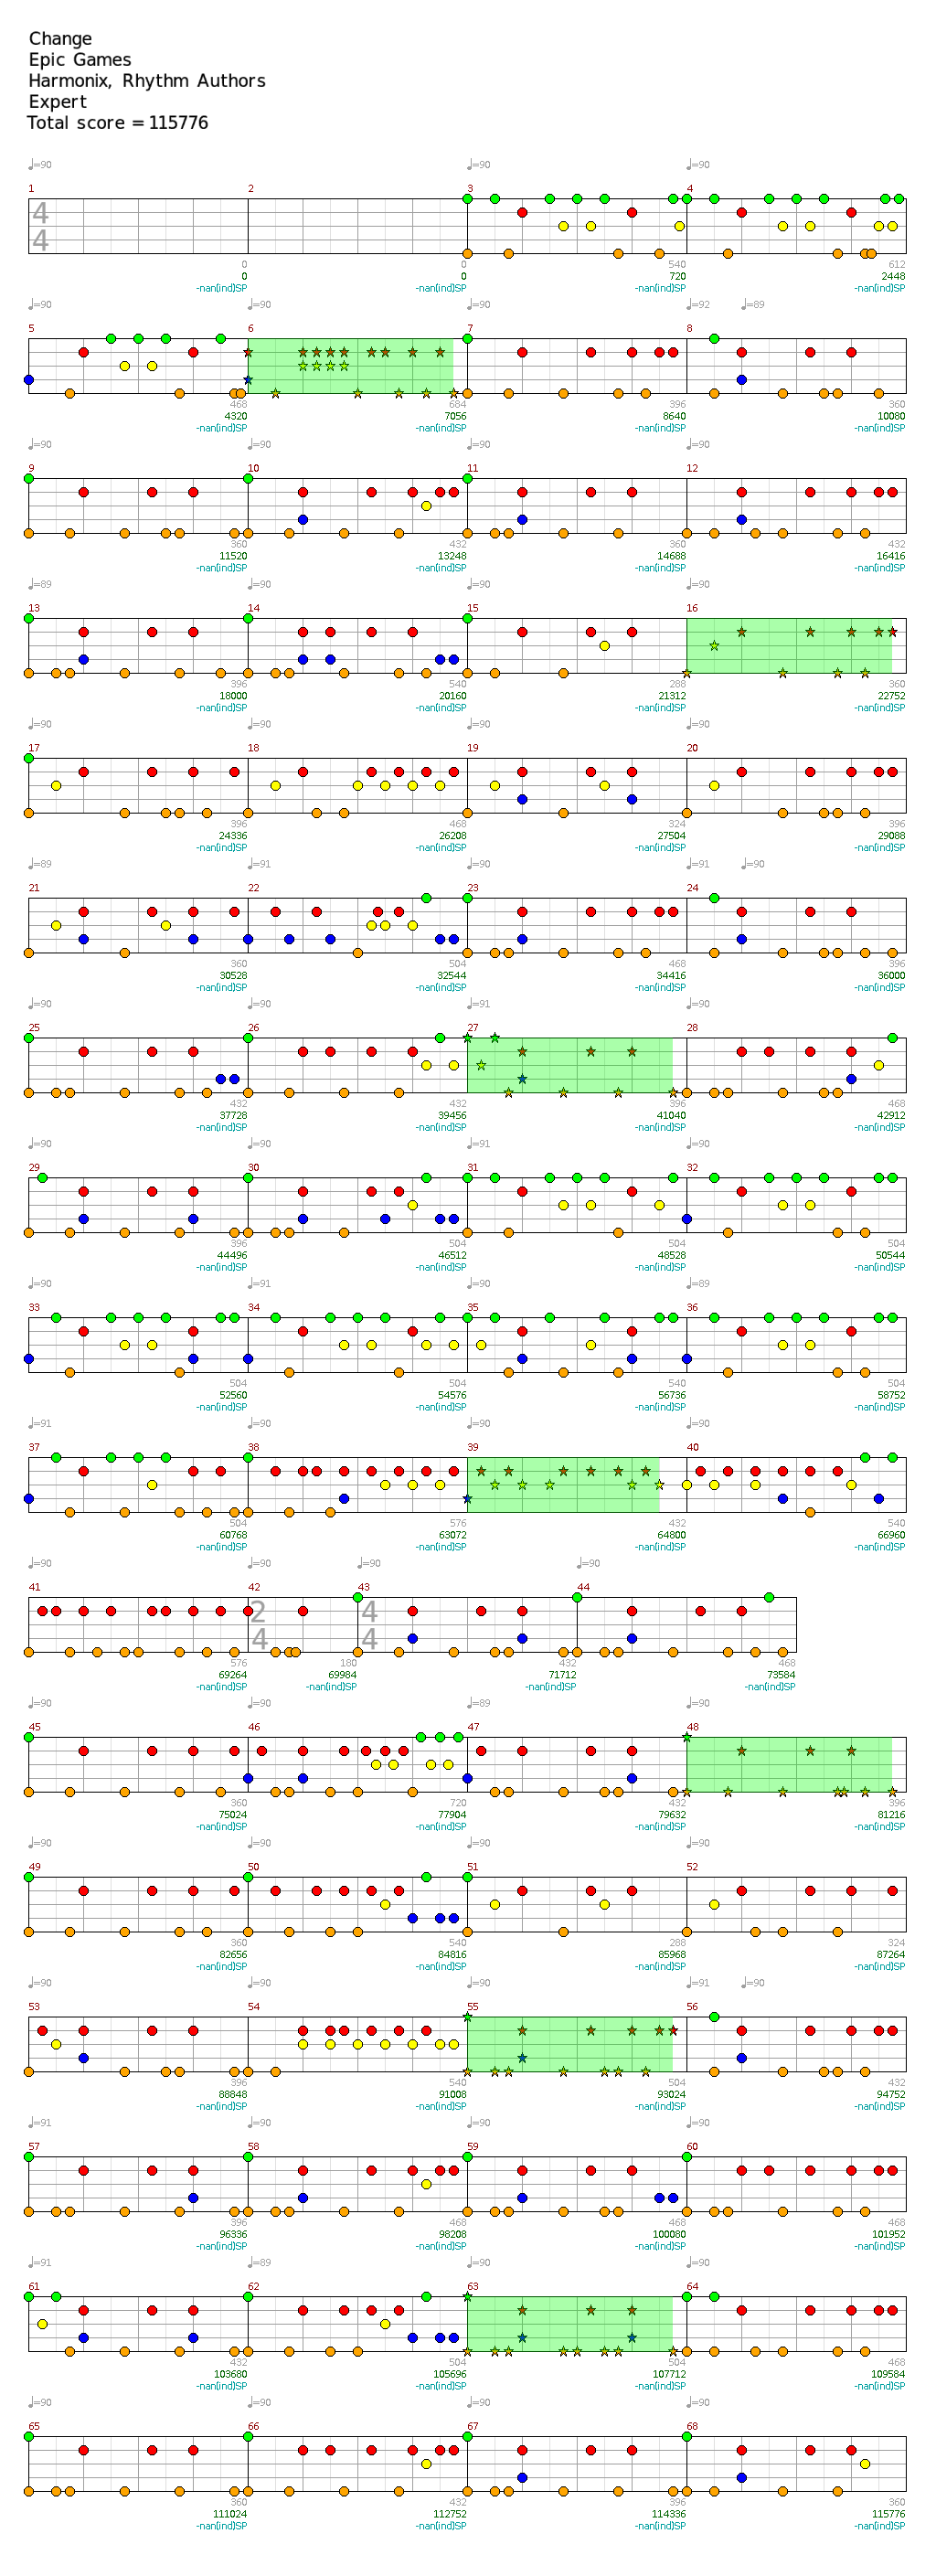 Change
Epic Games
Harmonix, Rhythm Authors
Expert
Total score = 115776
♩=90 ♩=90 ♩=90
1 2 3 4
4 4
0 0 540 612
0 0 720 2448
-nan(ind)SP -nan(ind)SP -nan(ind)SP -nan(ind)SP
♩=90 ♩=90 ♩=90 ♩=92 ♩=89
5 6 7 8
468 684 396 360
4320 7056 8640 10080
-nan(ind)SP -nan(ind)SP -nan(ind)SP -nan(ind)SP
♩=90 ♩=90 ♩=90
9 10 11 12
360 432 360 432
11520 13248 14688 16416
-nan(ind)SP -nan(ind)SP -nan(ind)SP -nan(ind)SP
♩=89 ♩=90 ♩=90 ♩=90
13 14 15 16
396 540 288 360
18000 20160 21312 22752
-nan(ind)SP -nan(ind)SP -nan(ind)SP -nan(ind)SP
♩=90 ♩=90 ♩=90 ♩=90
17 18 19 20
396 468 324 396
24336 26208 27504 29088
-nan(ind)SP -nan(ind)SP -nan(ind)SP -nan(ind)SP
♩=89 ♩=91 ♩=90 ♩=91 ♩=90
21 22 23 24
360 504 468 396
30528 32544 34416 36000
-nan(ind)SP -nan(ind)SP -nan(ind)SP -nan(ind)SP
♩=90 ♩=90 ♩=91 ♩=90
25 26 27 28
432 432 396 468
37728 39456 41040 42912
-nan(ind)SP -nan(ind)SP -nan(ind)SP -nan(ind)SP
♩=90 ♩=90 ♩=91 ♩=90
29 30 31 32
396 504 504 504
44496 46512 48528 50544
-nan(ind)SP -nan(ind)SP -nan(ind)SP -nan(ind)SP
♩=90 ♩=91 ♩=90 ♩=89
33 34 35 36
504 504 540 504
52560 54576 56736 58752
-nan(ind)SP -nan(ind)SP -nan(ind)SP -nan(ind)SP
♩=91 ♩=90 ♩=90 ♩=90
37 38 39 40
504 576 432 540
60768 63072 64800 66960
-nan(ind)SP -nan(ind)SP -nan(ind)SP -nan(ind)SP
♩=90 ♩=90 ♩=90 ♩=90
41 42 43 44
2 4 4 4
576 180 432 468
69264 69984 71712 73584
-nan(ind)SP -nan(ind)SP -nan(ind)SP -nan(ind)SP
♩=90 ♩=90 ♩=89 ♩=90
45 46 47 48
360 720 432 396
75024 77904 79632 81216
-nan(ind)SP -nan(ind)SP -nan(ind)SP -nan(ind)SP
♩=90 ♩=90 ♩=90 ♩=90
49 50 51 52
360 540 288 324
82656 84816 85968 87264
-nan(ind)SP -nan(ind)SP -nan(ind)SP -nan(ind)SP
♩=90 ♩=90 ♩=90 ♩=91 ♩=90
53 54 55 56
396 540 504 432
88848 91008 93024 94752
-nan(ind)SP -nan(ind)SP -nan(ind)SP -nan(ind)SP
♩=91 ♩=90 ♩=90 ♩=90
57 58 59 60
396 468 468 468
96336 98208 100080 101952
-nan(ind)SP -nan(ind)SP -nan(ind)SP -nan(ind)SP
♩=91 ♩=89 ♩=90 ♩=90
61 62 63 64
432 504 504 468
103680 105696 107712 109584
-nan(ind)SP -nan(ind)SP -nan(ind)SP -nan(ind)SP
♩=90 ♩=90 ♩=90 ♩=90
65 66 67 68
360 432 396 360
111024 112752 114336 115776
-nan(ind)SP -nan(ind)SP -nan(ind)SP -nan(ind)SP